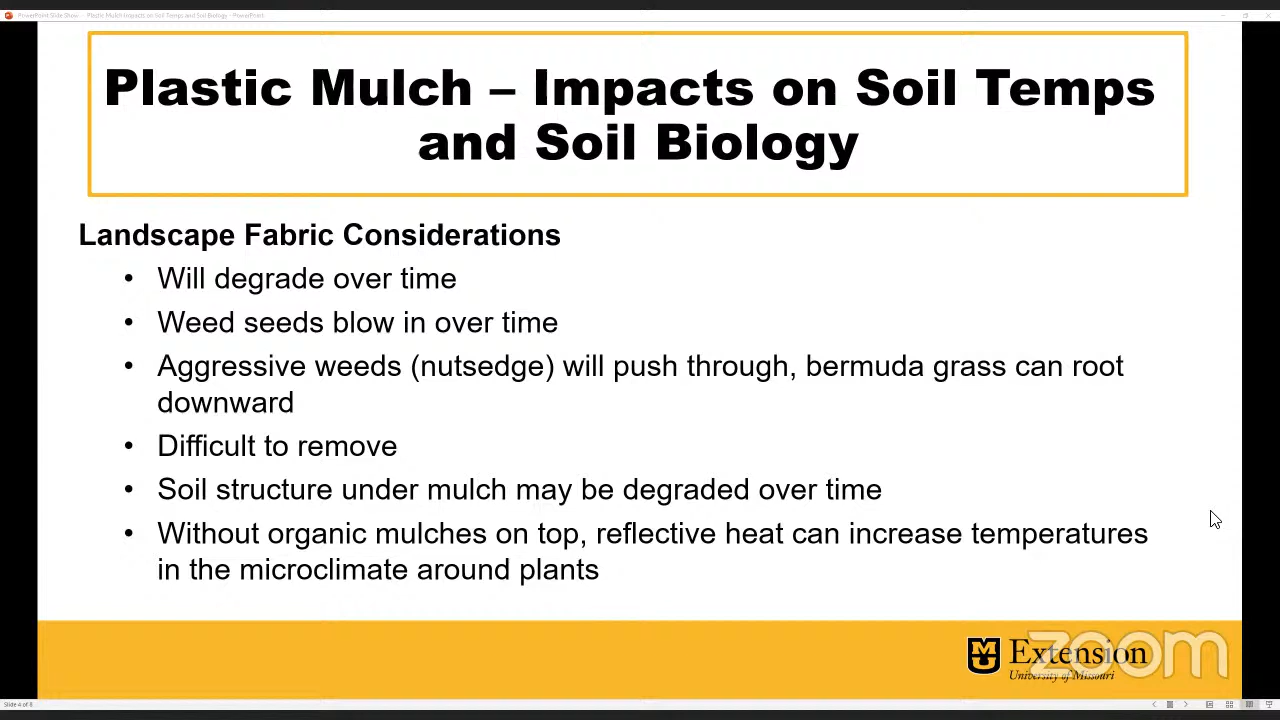 PowerPoint Slide Show - Plastic Mulch Impacts on Soil Temps and Soil Biology - PowerPoint
Plastic Mulch – Impacts on Soil Temps
and Soil Biology
Landscape Fabric Considerations
• Will degrade over time
• Weed seeds blow in over time
• Aggressive weeds (nutsedge) will push through, bermuda grass can root
downward
• Difficult to remove
• Soil structure under mulch may be degraded over time
• Without organic mulches on top, reflective heat can increase temperatures
in the microclimate around plants
MU
Extension
University of Missouri
zoom
Slide 4 of 8